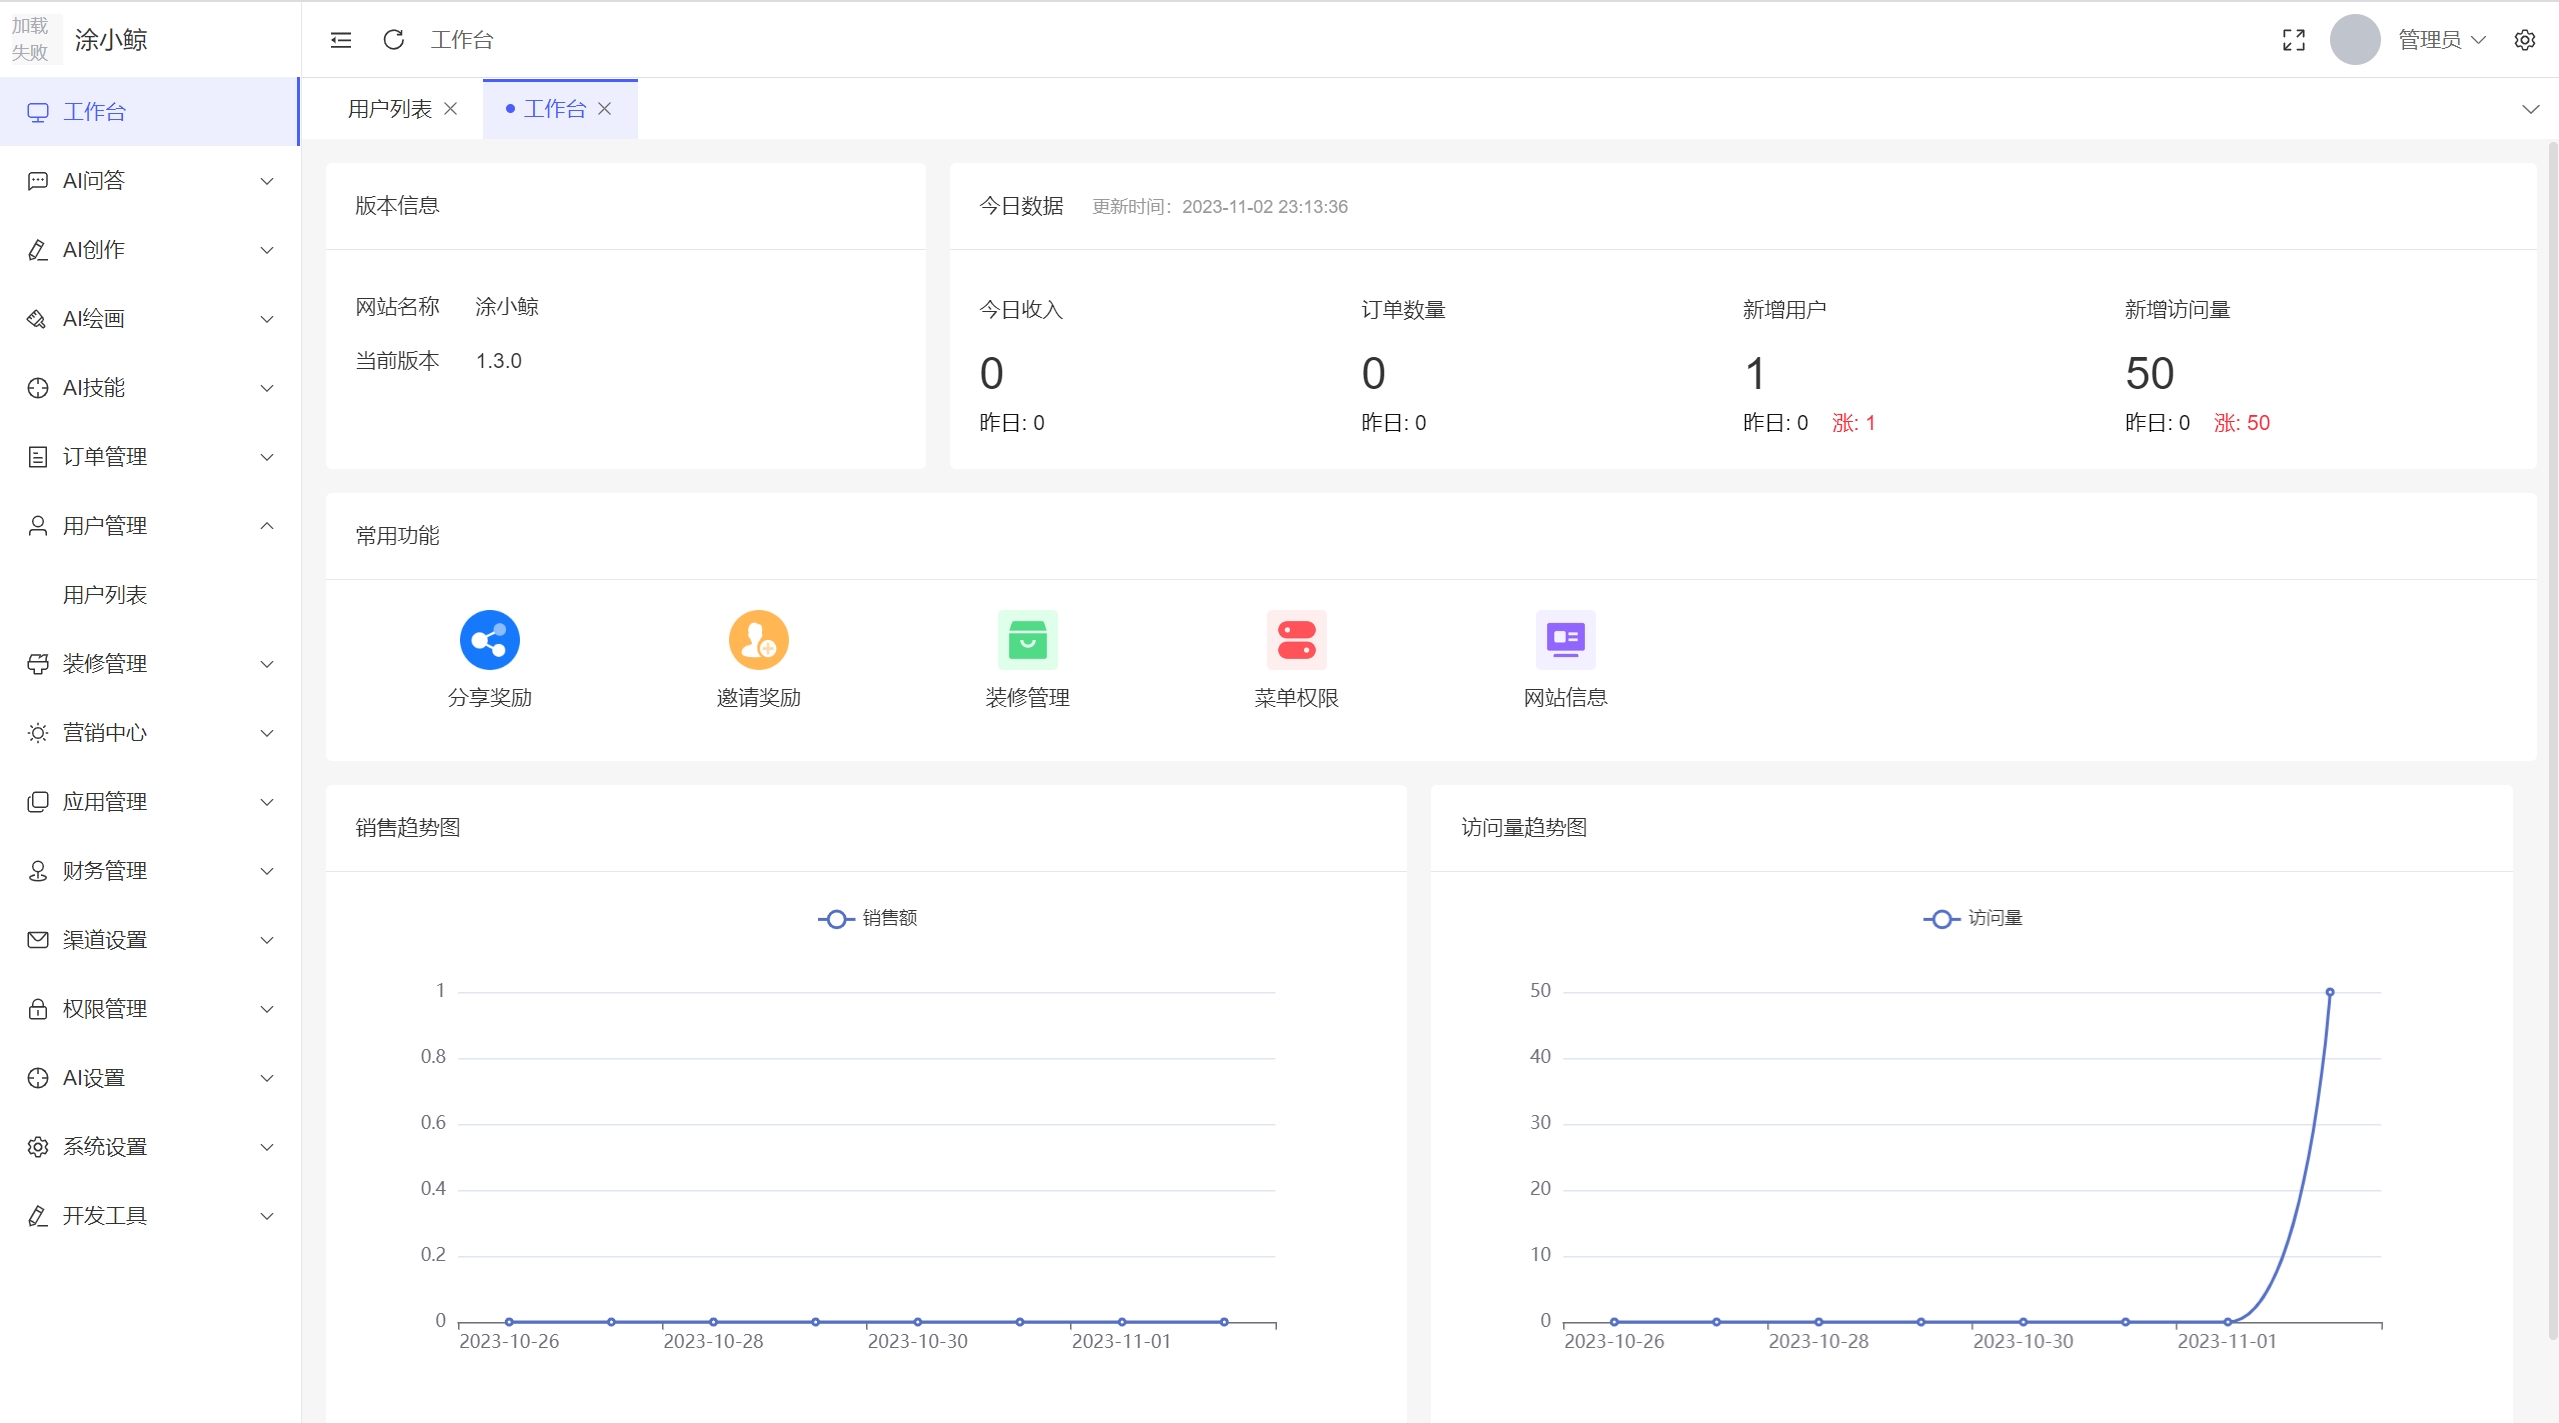 加载
失败
涂小鲸
工作台
管理员
工作台
AI问答
AI创作
AI绘画
AI技能
订单管理
用户管理
用户列表
装修管理
营销中心
应用管理
财务管理
渠道设置
权限管理
AI设置
系统设置
开发工具
用户列表
工作台
版本信息
网站名称 涂小鲸
当前版本 1.3.0
今日数据 更新时间：2023-11-02 23:13:36
今日收入 订单数量 新增用户 新增访问量
0 0 1 50
昨日: 0 昨日: 0 昨日: 0 涨: 1 昨日: 0 涨: 50
常用功能
分享奖励 邀请奖励 装修管理 菜单权限 网站信息
销售趋势图
销售额
1
0.8
0.6
0.4
0.2
0
2023-10-26 2023-10-28 2023-10-30 2023-11-01
访问量趋势图
访问量
50
40
30
20
10
0
2023-10-26 2023-10-28 2023-10-30 2023-11-01